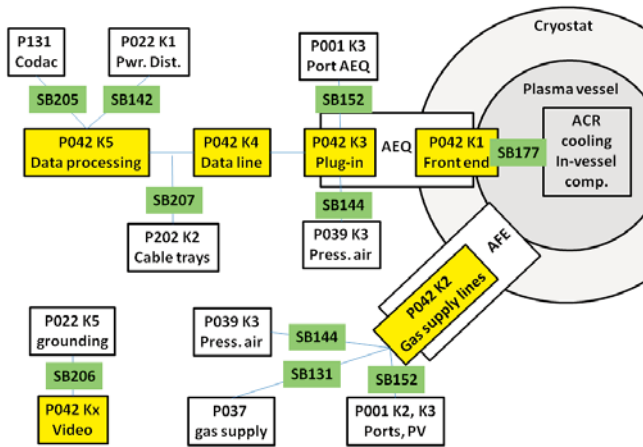 Cryostat
Plasma vessel
ACR
cooling
In-vessel
comp.
P131
Codac
P022 K1
Pwr. Dist.
P001 K3
Port AEQ
SB205
SB142
SB152
P042 K5
Data processing
P042 K4
Data line
P042 K3
Plug-in
AEQ
P042 K1
Front end
SB177
SB207
SB144
P202 K2
Cable trays
P039 K3
Press. air
AFE
P042 K2
Gas supply lines
P022 K5
grounding
P039 K3
Press. air
SB144
SB131
SB206
SB152
P042 Kx
Video
P037
gas supply
P001 K2, K3
Ports, PV